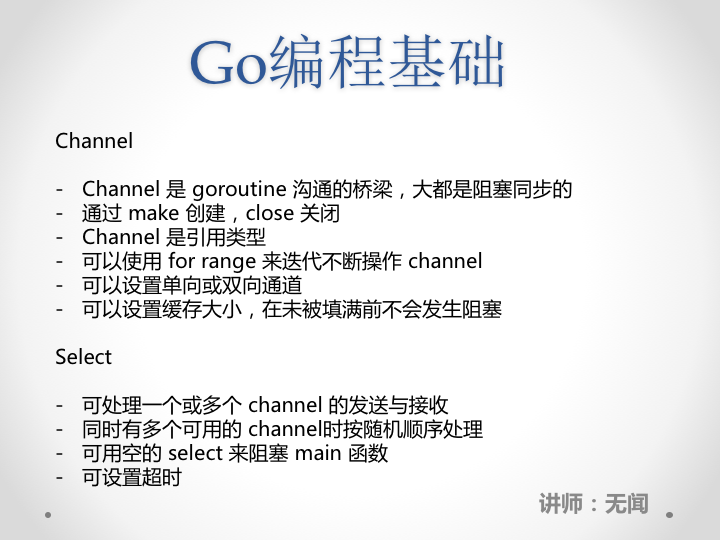 Go编程基础
Channel
- Channel 是 goroutine 沟通的桥梁，大都是阻塞同步的
- 通过 make 创建，close 关闭
- Channel 是引用类型
- 可以使用 for range 来迭代不断操作 channel
- 可以设置单向或双向通道
- 可以设置缓存大小，在未被填满前不会发生阻塞
Select
- 可处理一个或多个 channel 的发送与接收
- 同时有多个可用的 channel时按随机顺序处理
- 可用空的 select 来阻塞 main 函数
- 可设置超时
讲师：无闻